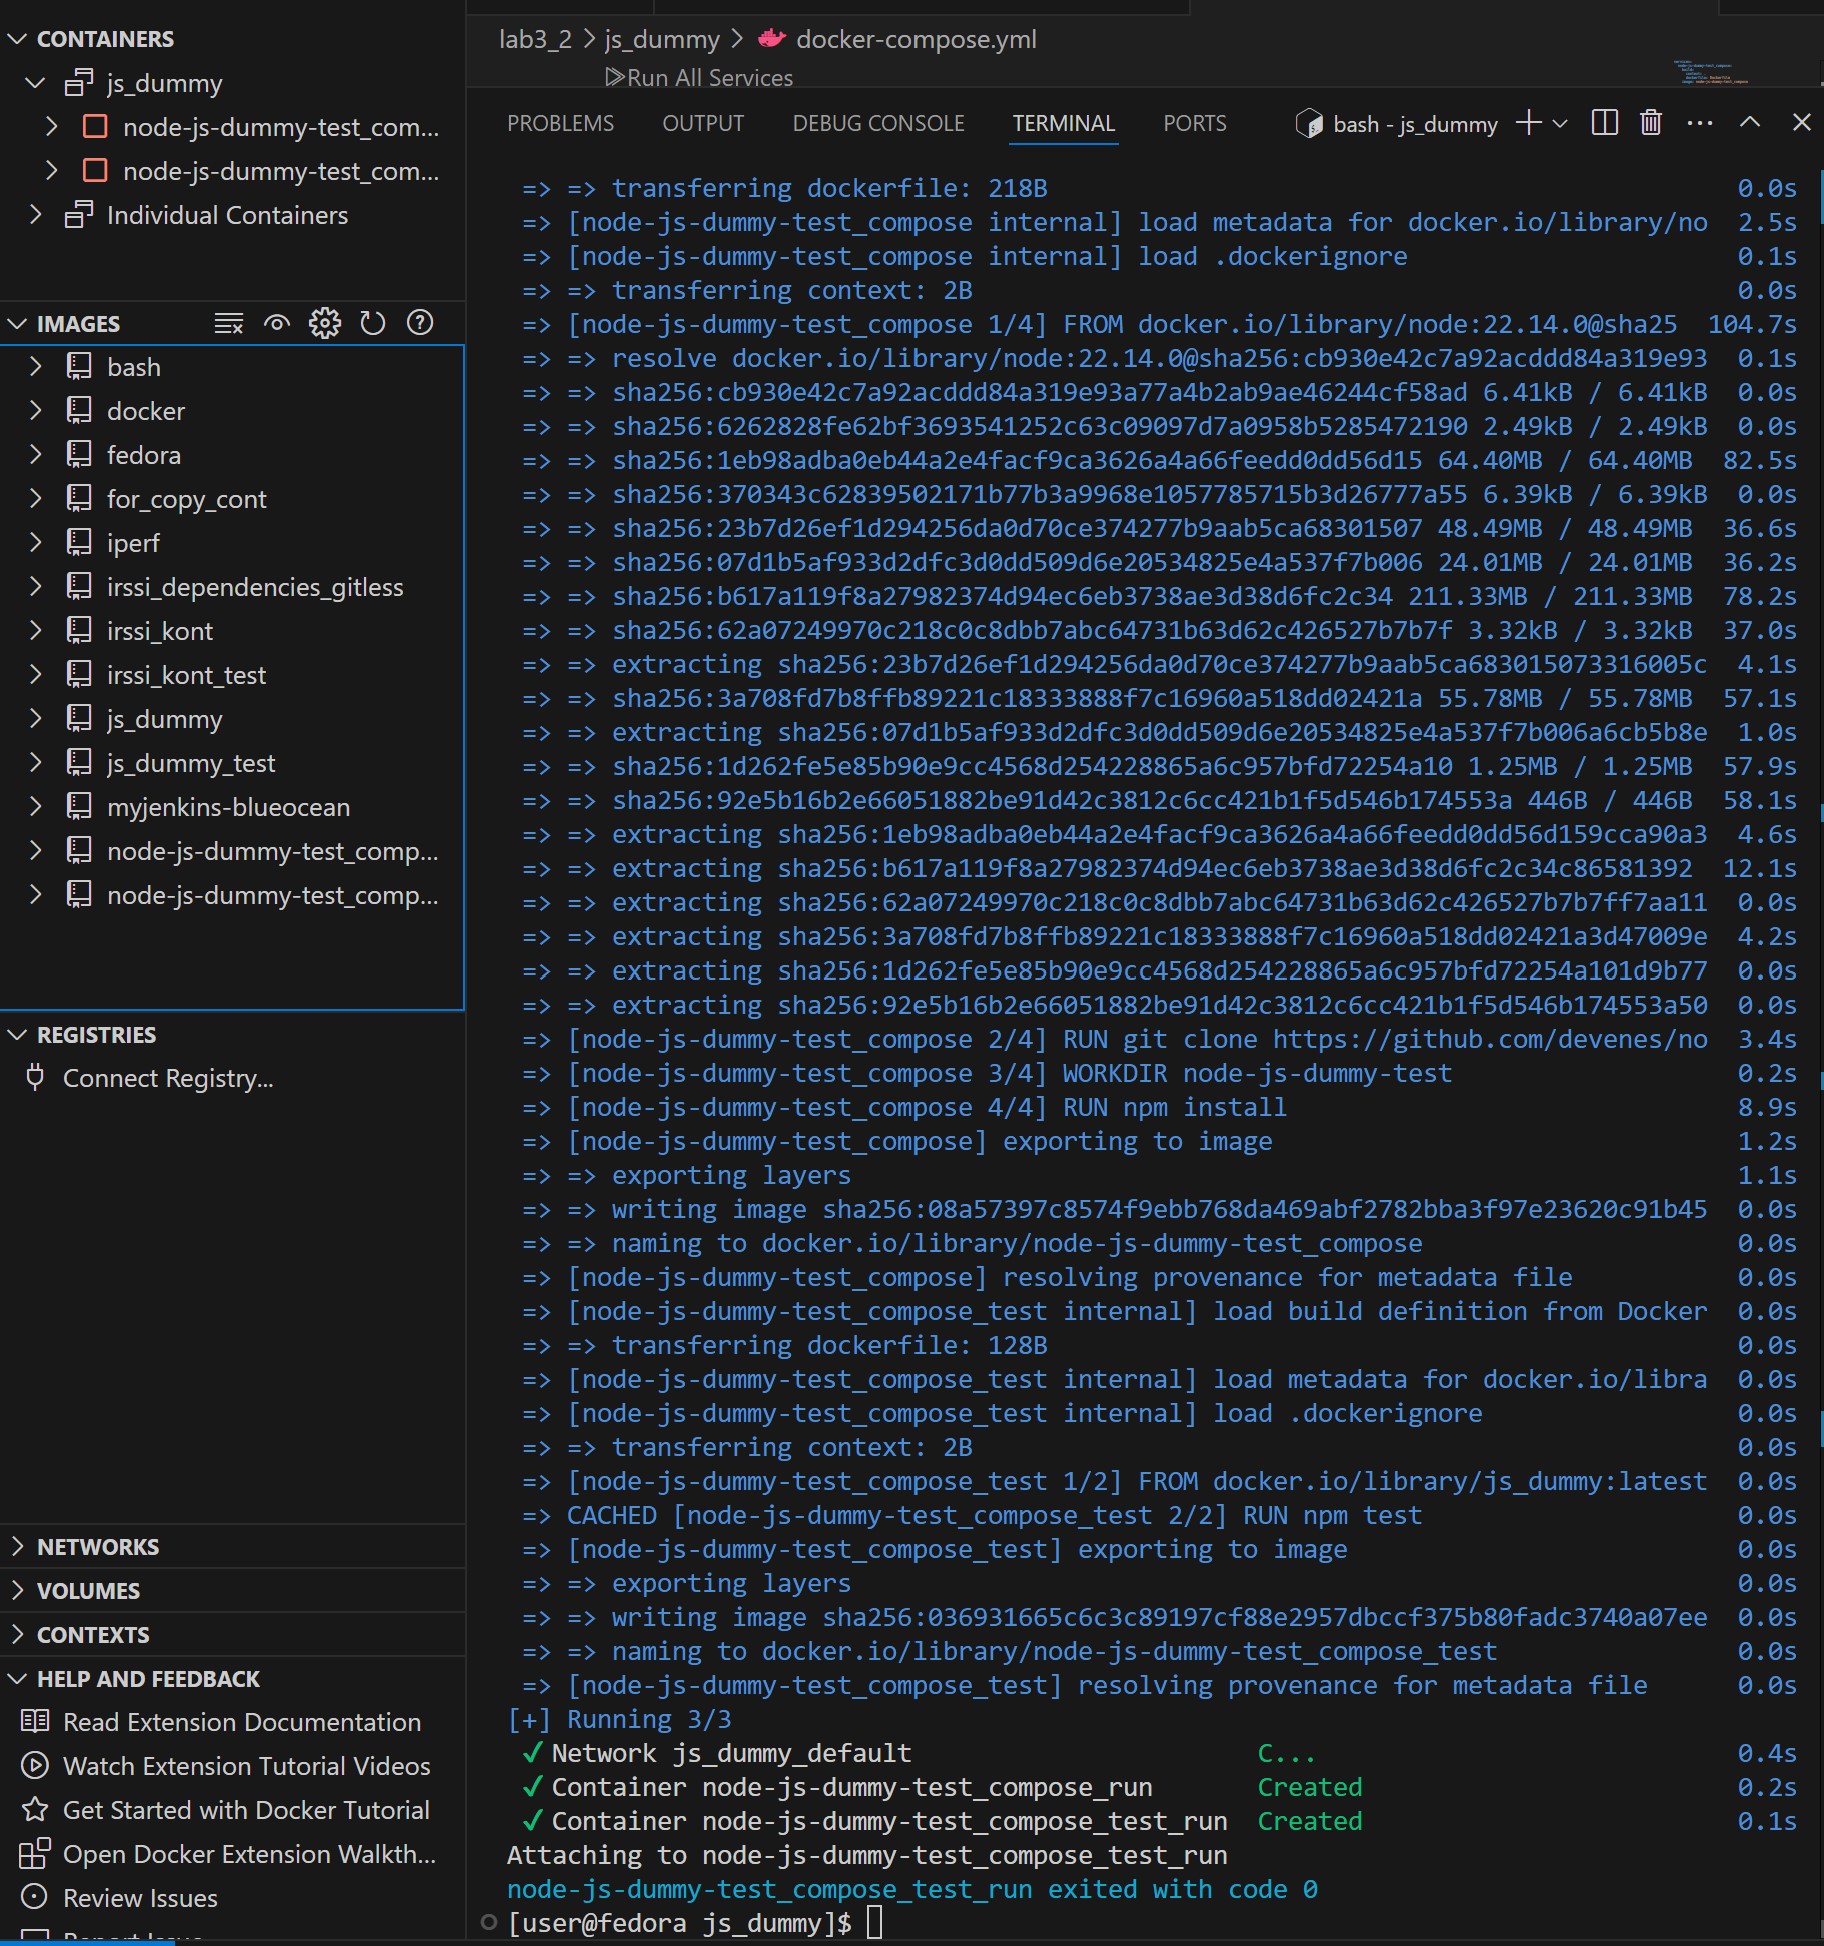 CONTAINERS
js_dummy
node-js-dummy-test_com...
node-js-dummy-test_com...
Individual Containers
IMAGES
bash
docker
fedora
for_copy_cont
iperf
irssi_dependencies_gitless
irssi_kont
irssi_kont_test
js_dummy
js_dummy_test
myjenkins-blueocean
node-js-dummy-test_comp...
node-js-dummy-test_comp...
REGISTRIES
Connect Registry...
NETWORKS
VOLUMES
CONTEXTS
HELP AND FEEDBACK
Read Extension Documentation
Watch Extension Tutorial Videos
Get Started with Docker Tutorial
Open Docker Extension Walkth...
Review Issues
lab3_2 > js_dummy > docker-compose.yml
Run All Services
PROBLEMS OUTPUT DEBUG CONSOLE TERMINAL PORTS bash - js_dummy
=> => transferring dockerfile: 218B 0.0s
=> [node-js-dummy-test_compose internal] load metadata for docker.io/library/no 2.5s
=> [node-js-dummy-test_compose internal] load .dockerignore 0.1s
=> => transferring context: 2B 0.0s
=> [node-js-dummy-test_compose 1/4] FROM docker.io/library/node:22.14.0@sha25 104.7s
=> => resolve docker.io/library/node:22.14.0@sha256:cb930e42c7a92acddd84a319e93 0.1s
=> => sha256:cb930e42c7a92acddd84a319e93a77a4b2ab9ae46244cf58ad 6.41kB / 6.41kB 0.0s
=> => sha256:6262828fe62bf3693541252c63c09097d7a0958b5285472190 2.49kB / 2.49kB 0.0s
=> => sha256:1eb98adba0eb44a2e4facf9ca3626a4a66feedd0dd56d15 64.40MB / 64.40MB 82.5s
=> => sha256:370343c62839502171b77b3a9968e1057785715b3d26777a55 6.39kB / 6.39kB 0.0s
=> => sha256:23b7d26ef1d294256da0d70ce374277b9aab5ca68301507 48.49MB / 48.49MB 36.6s
=> => sha256:07d1b5af933d2dfc3d0dd509d6e20534825e4a537f7b006 24.01MB / 24.01MB 36.2s
=> => sha256:b617a119f8a27982374d94ec6eb3738ae3d38d6fc2c34 211.33MB / 211.33MB 78.2s
=> => sha256:62a07249970c218c0c8dbb7abc64731b63d62c426527b7b7f 3.32kB / 3.32kB 37.0s
=> => extracting sha256:23b7d26ef1d294256da0d70ce374277b9aab5ca683015073316005c 4.1s
=> => sha256:3a708fd7b8ffb89221c18333888f7c16960a518dd02421a 55.78MB / 55.78MB 57.1s
=> => extracting sha256:07d1b5af933d2dfc3d0dd509d6e20534825e4a537f7b006a6cb5b8e 1.0s
=> => sha256:1d262fe5e85b90e9cc4568d254228865a6c957bfd72254a10 1.25MB / 1.25MB 57.9s
=> => sha256:92e5b16b2e66051882be91d42c3812c6cc421b1f5d546b174553a 446B / 446B 58.1s
=> => extracting sha256:1eb98adba0eb44a2e4facf9ca3626a4a66feedd0dd56d159cca90a3 4.6s
=> => extracting sha256:b617a119f8a27982374d94ec6eb3738ae3d38d6fc2c34c86581392 12.1s
=> => extracting sha256:62a07249970c218c0c8dbb7abc64731b63d62c426527b7b7ff7aa11 0.0s
=> => extracting sha256:3a708fd7b8ffb89221c18333888f7c16960a518dd02421a3d47009e 4.2s
=> => extracting sha256:1d262fe5e85b90e9cc4568d254228865a6c957bfd72254a101d9b77 0.0s
=> => extracting sha256:92e5b16b2e66051882be91d42c3812c6cc421b1f5d546b174553a50 0.0s
=> [node-js-dummy-test_compose 2/4] RUN git clone https://github.com/devenes/no 3.4s
=> [node-js-dummy-test_compose 3/4] WORKDIR node-js-dummy-test 0.2s
=> [node-js-dummy-test_compose 4/4] RUN npm install 8.9s
=> [node-js-dummy-test_compose] exporting to image 1.2s
=> => exporting layers 1.1s
=> => writing image sha256:08a57397c8574f9ebb768da469abf2782bba3f97e23620c91b45 0.0s
=> => naming to docker.io/library/node-js-dummy-test_compose 0.0s
=> [node-js-dummy-test_compose] resolving provenance for metadata file 0.0s
=> [node-js-dummy-test_compose_test internal] load build definition from Docker 0.0s
=> => transferring dockerfile: 128B 0.0s
=> [node-js-dummy-test_compose_test internal] load metadata for docker.io/libra 0.0s
=> [node-js-dummy-test_compose_test internal] load .dockerignore 0.0s
=> => transferring context: 2B 0.0s
=> [node-js-dummy-test_compose_test 1/2] FROM docker.io/library/js_dummy:latest 0.0s
=> CACHED [node-js-dummy-test_compose_test 2/2] RUN npm test 0.0s
=> [node-js-dummy-test_compose_test] exporting to image 0.0s
=> => exporting layers 0.0s
=> => writing image sha256:036931665c6c3c89197cf88e2957dbccf375b80fadc3740a07ee 0.0s
=> => naming to docker.io/library/node-js-dummy-test_compose_test 0.0s
=> [node-js-dummy-test_compose_test] resolving provenance for metadata file 0.0s
[+] Running 3/3
✓ Network js_dummy_default C... 0.4s
✓ Container node-js-dummy-test_compose_run Created 0.2s
✓ Container node-js-dummy-test_compose_test_run Created 0.1s
Attaching to node-js-dummy-test_compose_test_run
node-js-dummy-test_compose_test_run exited with code 0
[user@fedora js_dummy]$